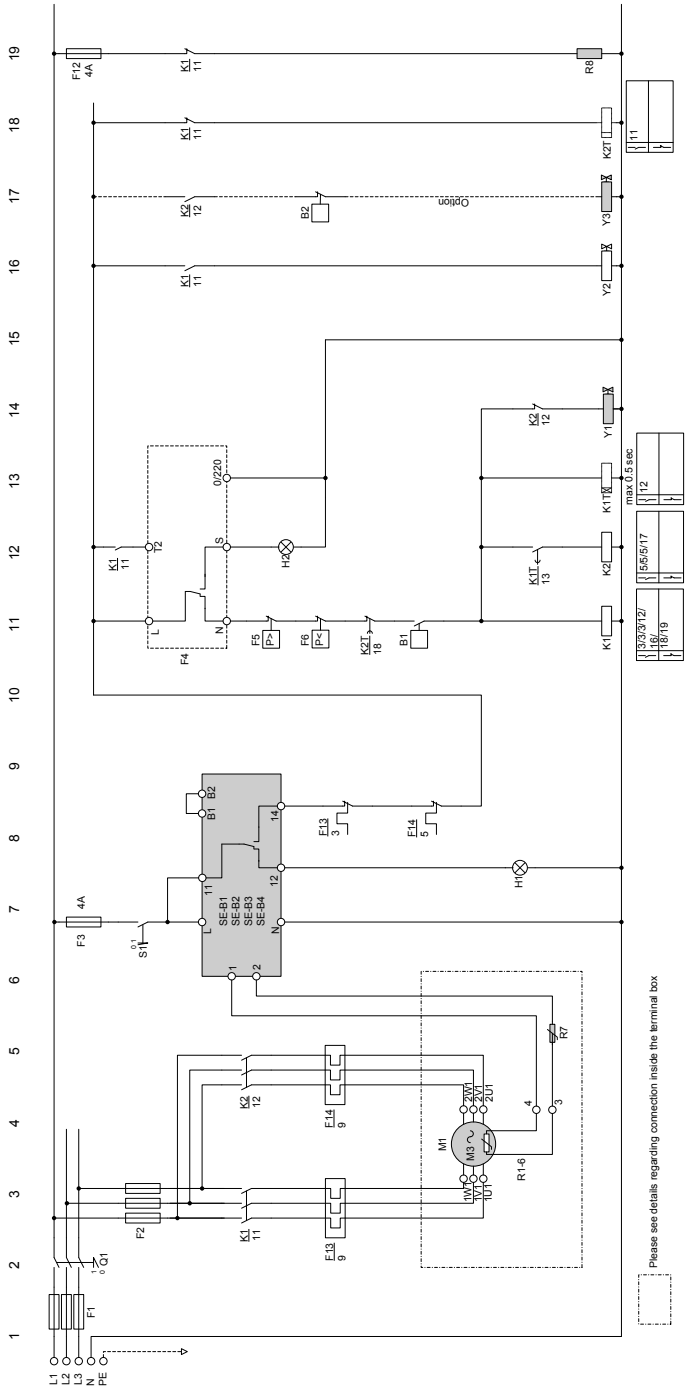 1
2
3
4
5
6
7
8
9
10
11
12
13
14
15
16
17
18
19
L1
L2
L3
N
PE
F1
1
0
Q1
F2
K1
11
F13
9
K2
12
F14
9
M1
M3
1W1
1V1
1U1
2W1
2V1
2U1
R1-6
4
3
R7
F3
4A
S1
0 1
L
11
B1
B2
SE-B1
SE-B2
SE-B3
SE-B4
1
2
N
12
14
F13
3
F14
5
H1
K1
11
L
T2
F4
N
S
0/220
F5
P>
F6
P<
K2T
18
B1
H2
K1T
13
K2
12
K1
K2
K1T
max 0.5 sec
Y1
3/3/3/12/
16/
18/19
5/5/5/17
12
K1
11
Y2
K2
12
B2
Option
Y3
K1
11
K2T
11
F12
4A
K1
11
R8
Please see details regarding connection inside the terminal box